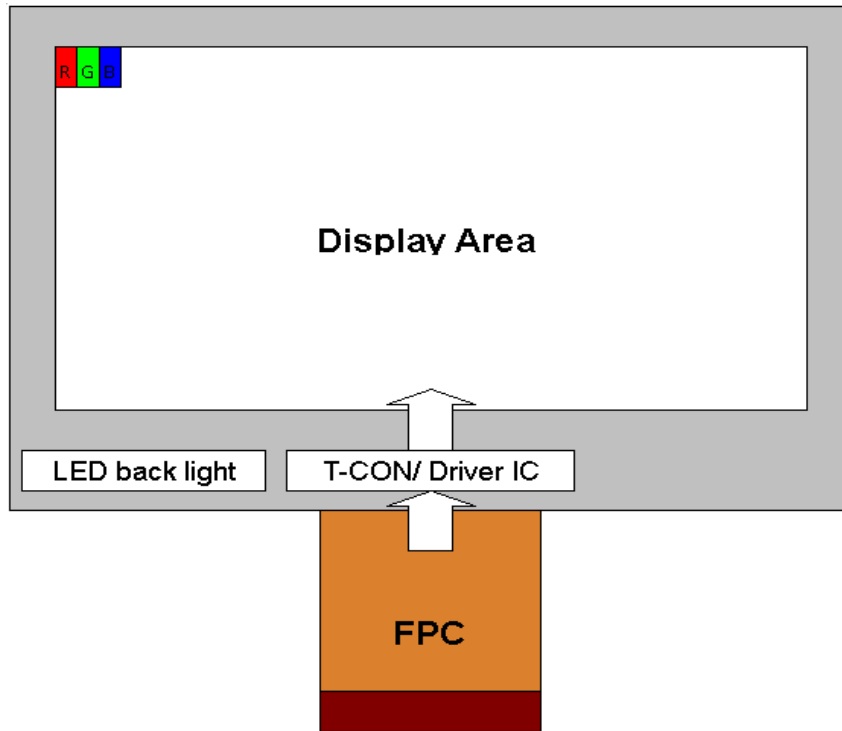 R G B
Display Area
LED back light
T-CON/ Driver IC
FPC